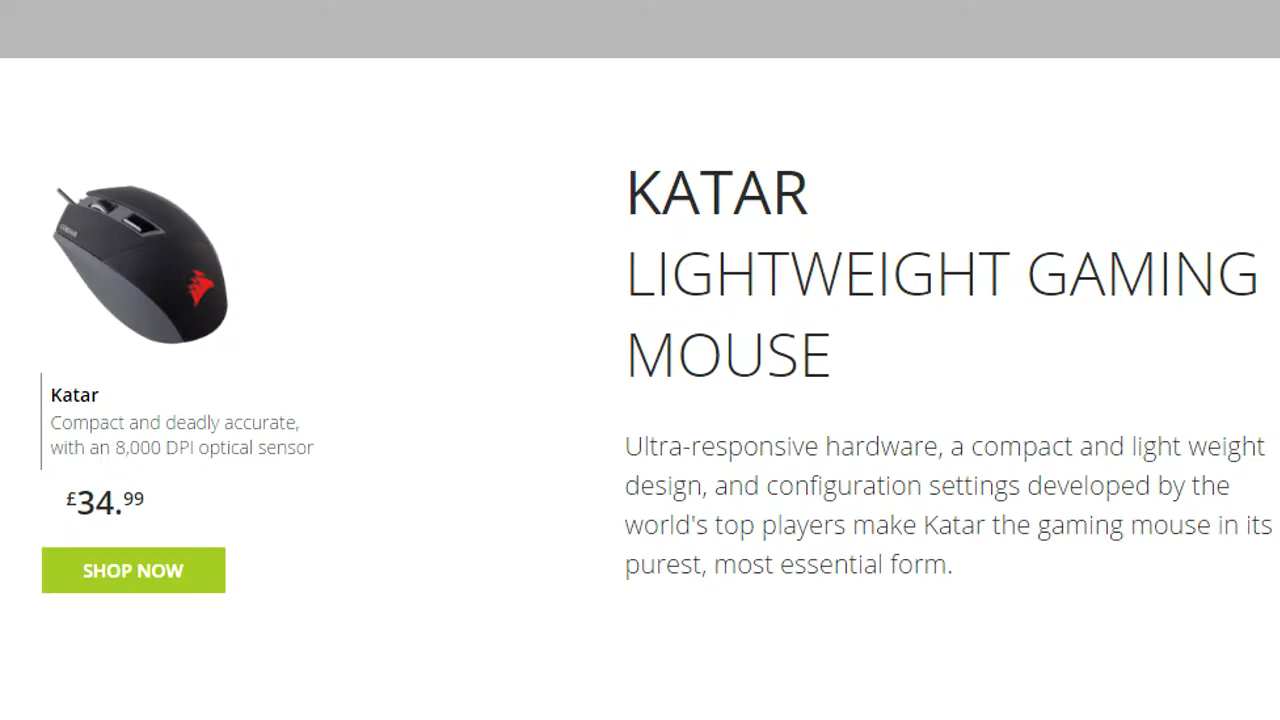 KATAR
LIGHTWEIGHT GAMING
MOUSE
Ultra-responsive hardware, a compact and light weight
design, and configuration settings developed by the
world's top players make Katar the gaming mouse in its
purest, most essential form.
CORSAIR
Katar
Compact and deadly accurate,
with an 8,000 DPI optical sensor
£34.99
SHOP NOW